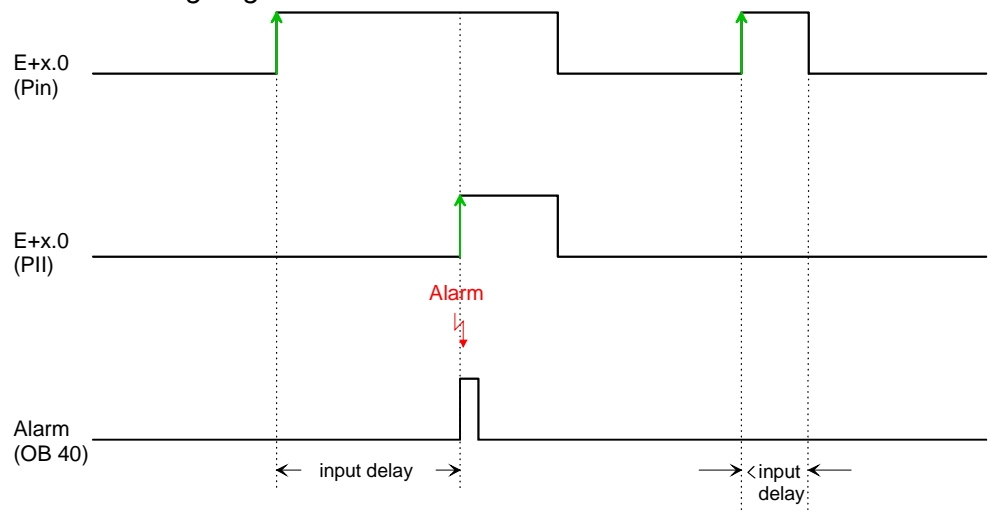 E+x.0
(Pin)
E+x.0
(PII)
Alarm
Alarm
(OB 40)
input delay
<input
delay